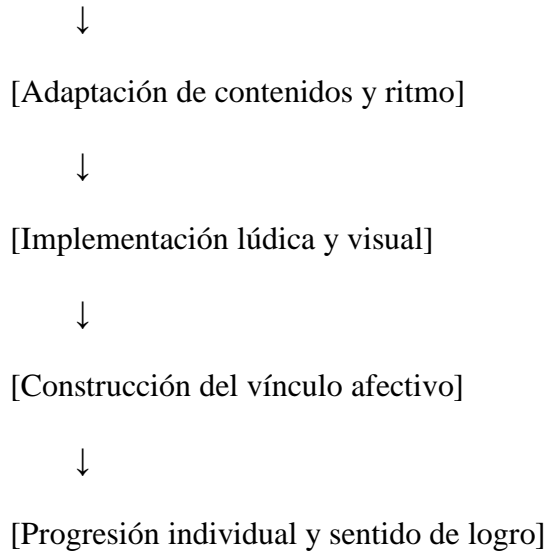 ↓
[Adaptación de contenidos y ritmo]
↓
[Implementación lúdica y visual]
↓
[Construcción del vínculo afectivo]
↓
[Progresión individual y sentido de logro]